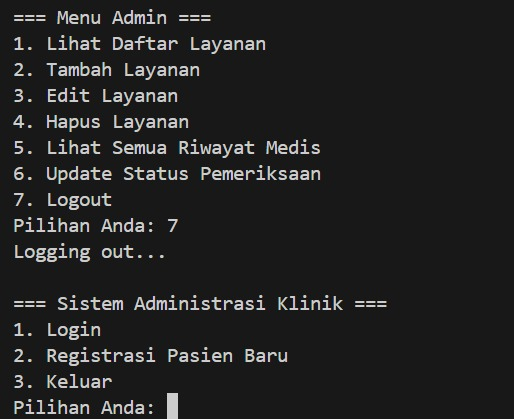 === Menu Admin ===
1. Lihat Daftar Layanan
2. Tambah Layanan
3. Edit Layanan
4. Hapus Layanan
5. Lihat Semua Riwayat Medis
6. Update Status Pemeriksaan
7. Logout
Pilihan Anda: 7
Logging out...
=== Sistem Administrasi Klinik ===
1. Login
2. Registrasi Pasien Baru
3. Keluar
Pilihan Anda: